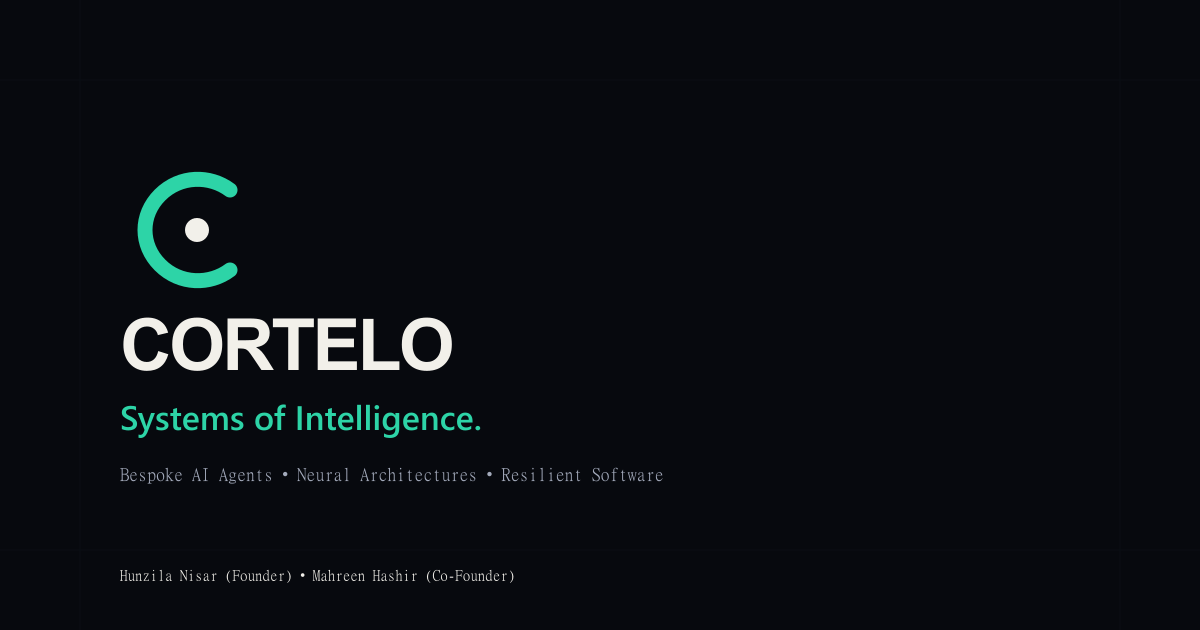 CORTELO
Systems of Intelligence.
Bespoke AI Agents • Neural Architectures • Resilient Software
Hunzila Nisar (Founder) • Mahreen Hashir (Co-Founder)